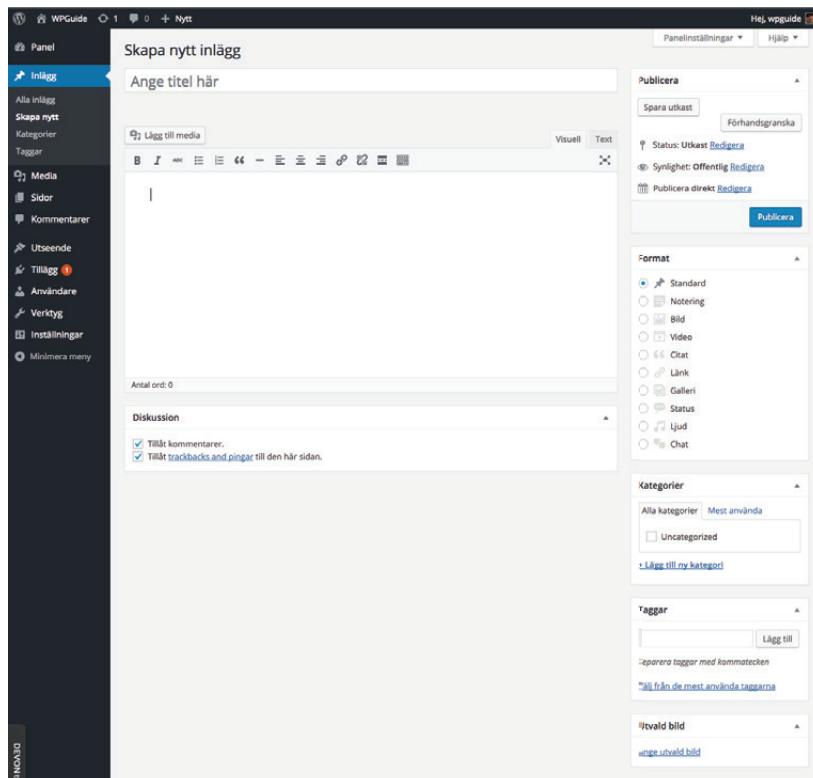 WPGuide 1 0 + Nytt Hej, wpguide
Panelinställningar Hjälp
Panel
Inlägg
Alla inlägg
Skapa nytt
Kategorier
Taggar
Media
Sidor
Kommentarer
Utseende
Tillägg 1
Användare
Verktyg
Inställningar
Minimera meny
Skapa nytt inlägg
Ange titel här
Lägg till media
Visuell Text
B I ABC
Antal ord: 0
Diskussion
Tillåt kommentarer.
Tillåt trackbacks and pingar till den här sidan.
Publicera
Spara utkast
Förhandsgranska
Status: Utkast Redigera
Synlighet: Offentlig Redigera
Publicera direkt Redigera
Publicera
Format
Standard
Notering
Bild
Video
Citat
Länk
Galleri
Status
Ljud
Chat
Kategorier
Alla kategorier Mest använda
Uncategorized
+ Lägg till ny kategori
Taggar
Lägg till
Separera taggar med kommatecken
Välj från de mest använda taggarna
Utvald bild
Ange utvald bild